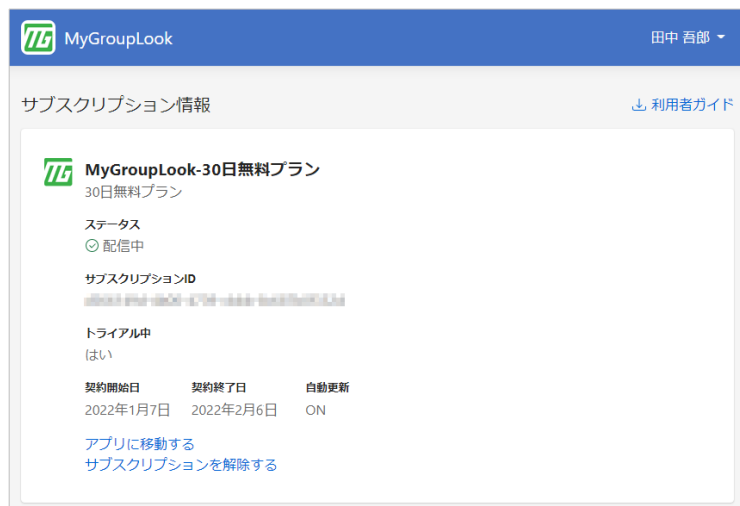 MyGroupLook
田中 吾郎
サブスクリプション情報
利用者ガイド
MyGroupLook-30日無料プラン
30日無料プラン
ステータス
配信中
サブスクリプションID
トライアル中
はい
契約開始日 契約終了日 自動更新
2022年1月7日 2022年2月6日 ON
アプリに移動する
サブスクリプションを解除する